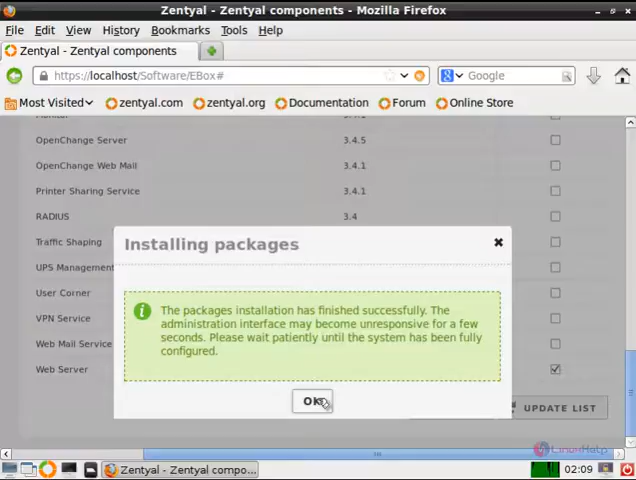 Zentyal - Zentyal components - Mozilla Firefox
File Edit View History Bookmarks Tools Help
Zentyal - Zentyal components
https://localhost/Software/EBox#
Google
Most Visited zentyal.com zentyal.org Documentation Forum Online Store
OpenChange Server 3.4.5
OpenChange Web Mail 3.4.1
Printer Sharing Service 3.4.1
RADIUS 3.4
Traffic Shaping
UPS Management
User Corner
VPN Service
Web Mail Service
Web Server
Installing packages
The packages installation has finished successfully. The
administration interface may become unresponsive for a few
seconds. Please wait patiently until the system has been fully
configured.
OK
UPDATE LIST
LinuxHelp
Zentyal - Zentyal compo...
02:09